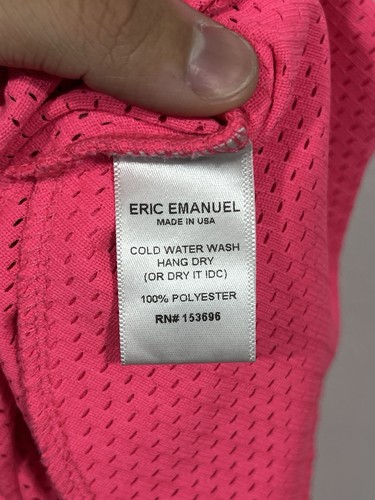 ERIC EMANUEL
MADE IN USA
COLD WATER WASH
HANG DRY
(OR DRY IT IDC)
100% POLYESTER
RN# 153696